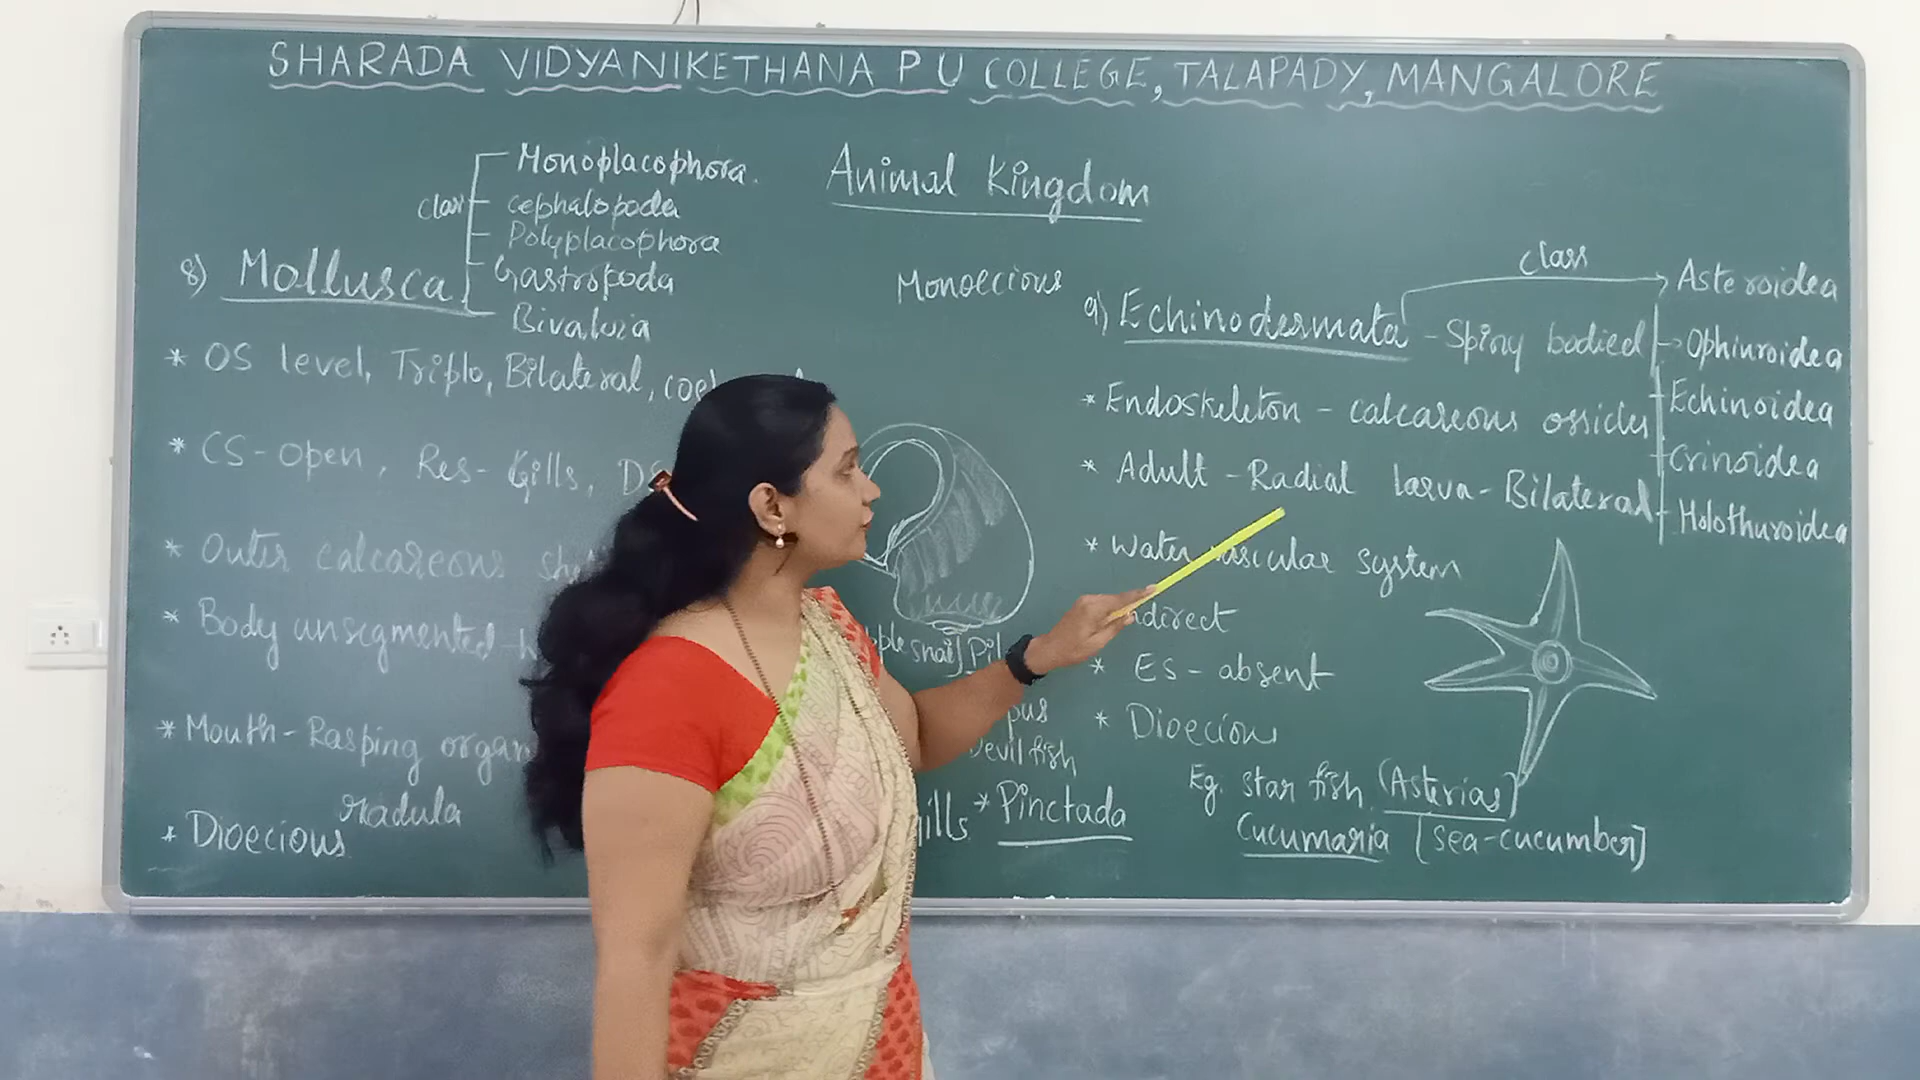 SHARADA VIDYANIKETHANA P U COLLEGE, TALAPADY, MANGALORE
Animal Kingdom
8) Mollusca
class
Monoplacophora.
cephalopoda
Polyplacophora
Gastropoda
Bivalvia
* OS level, Triplo, Bilateral,
* CS - Open, Res - Gills,
* Outer calcareous
* Body unsegmented -
* Mouth - Rasping organ
radula
* Dioecious
Monoecious
Devil fish
* Pinctada
9) Echinodermata - Spiny bodied
class
Asteroidea
Ophiuroidea
Echinoidea
Crinoidea
Holothuroidea
* Endoskeleton - calcareous ossicles
* Adult - Radial Larva - Bilateral
* Water vascular system
* ES - absent
* Dioecious
Eg. Star fish (Asterias)
Cucumaria [sea-cucumber]